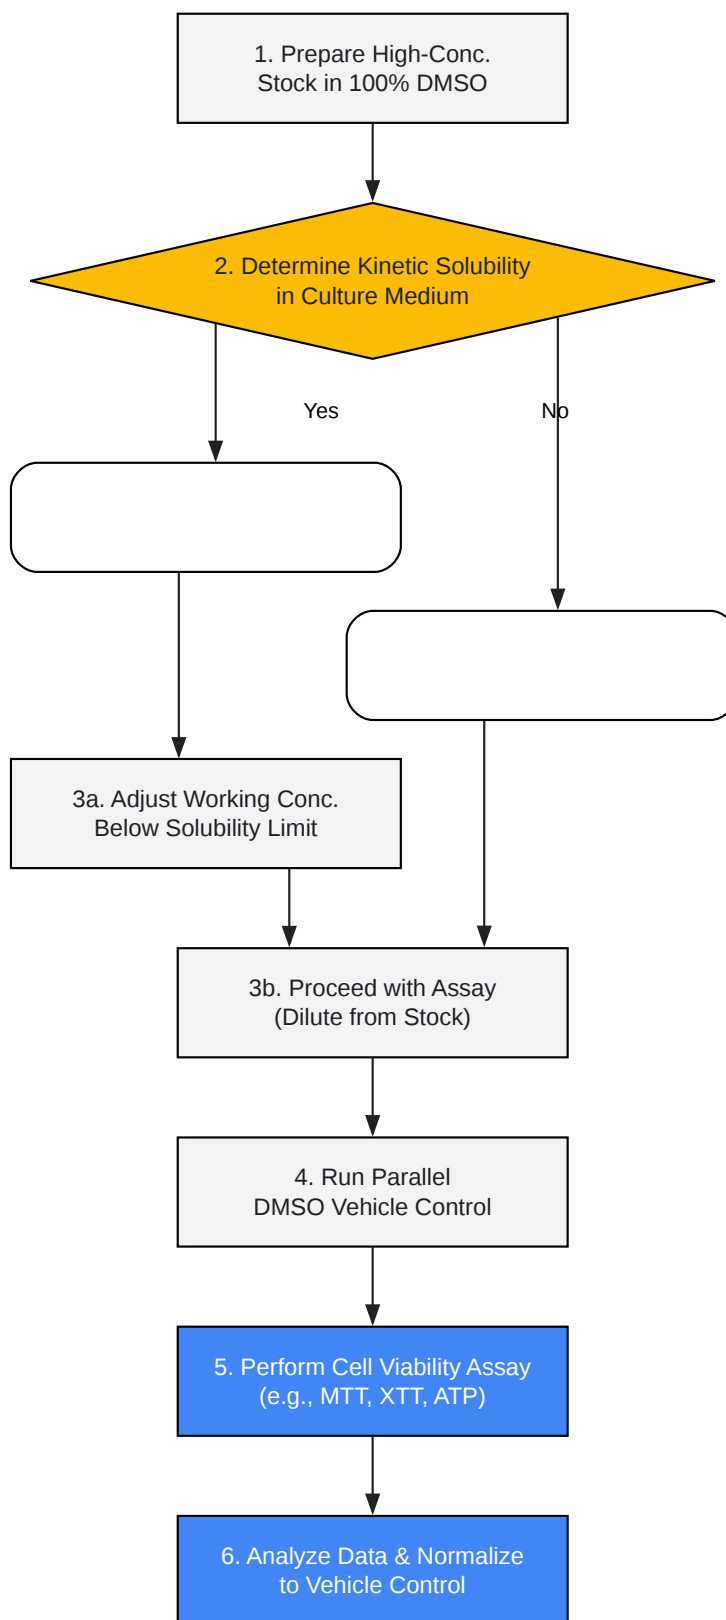 1. Prepare High-Conc.
Stock in 100% DMSO
2. Determine Kinetic Solubility
in Culture Medium
Yes
No
3a. Adjust Working Conc.
Below Solubility Limit
3b. Proceed with Assay
(Dilute from Stock)
4. Run Parallel
DMSO Vehicle Control
5. Perform Cell Viability Assay
(e.g., MTT, XTT, ATP)
6. Analyze Data & Normalize
to Vehicle Control